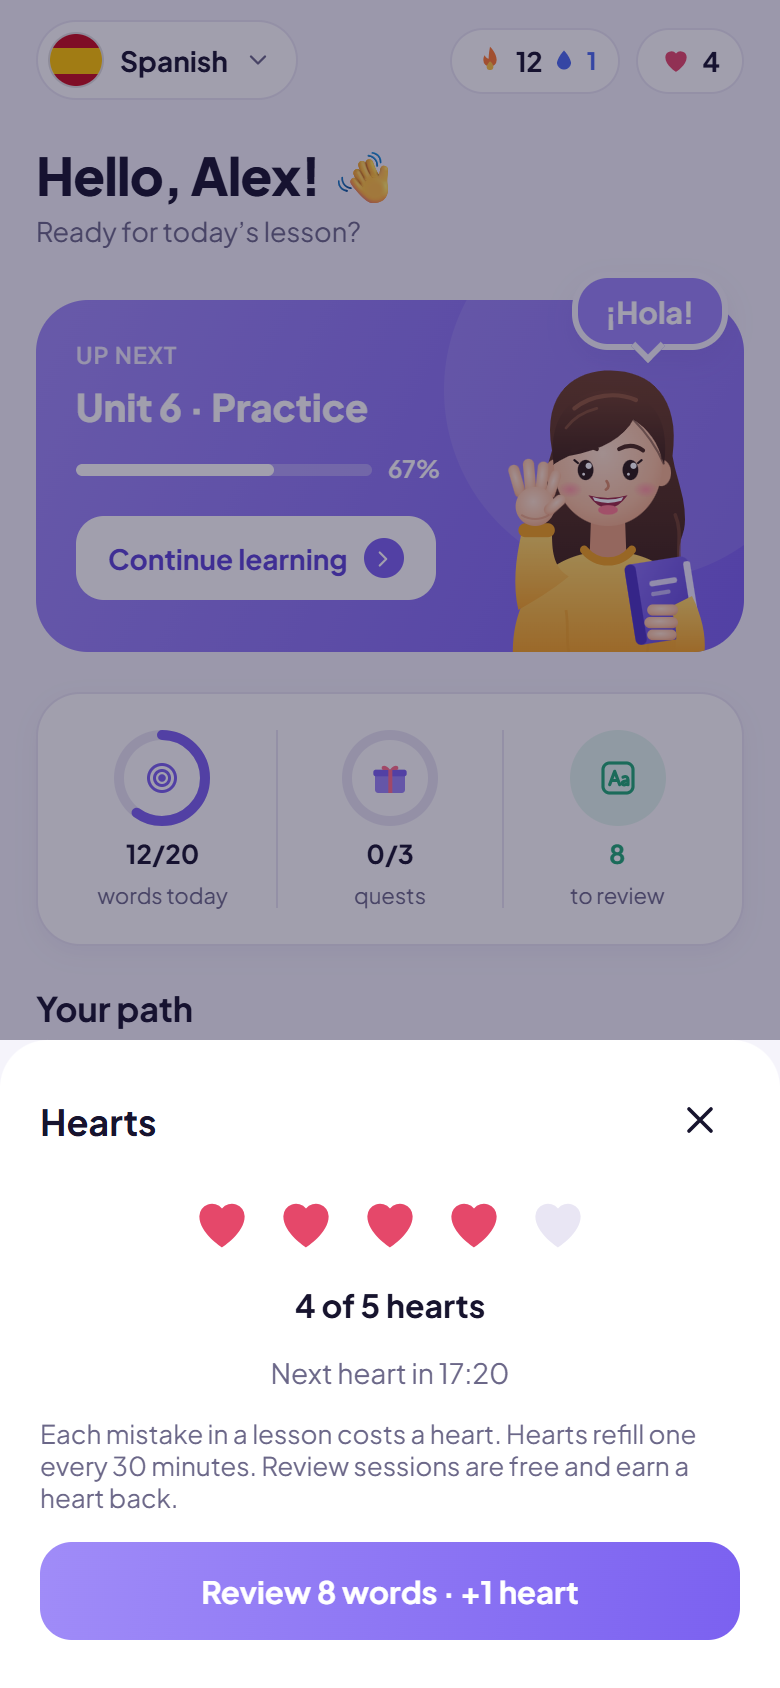 Spanish
12 1
4
Hello, Alex!
Ready for today's lesson?
¡Hola!
UP NEXT
Unit 6 · Practice
67%
Continue learning
Aa
12/20
words today
0/3
quests
8
to review
Your path
Hearts
4 of 5 hearts
Next heart in 17:20
Each mistake in a lesson costs a heart. Hearts refill one
every 30 minutes. Review sessions are free and earn a
heart back.
Review 8 words · +1 heart